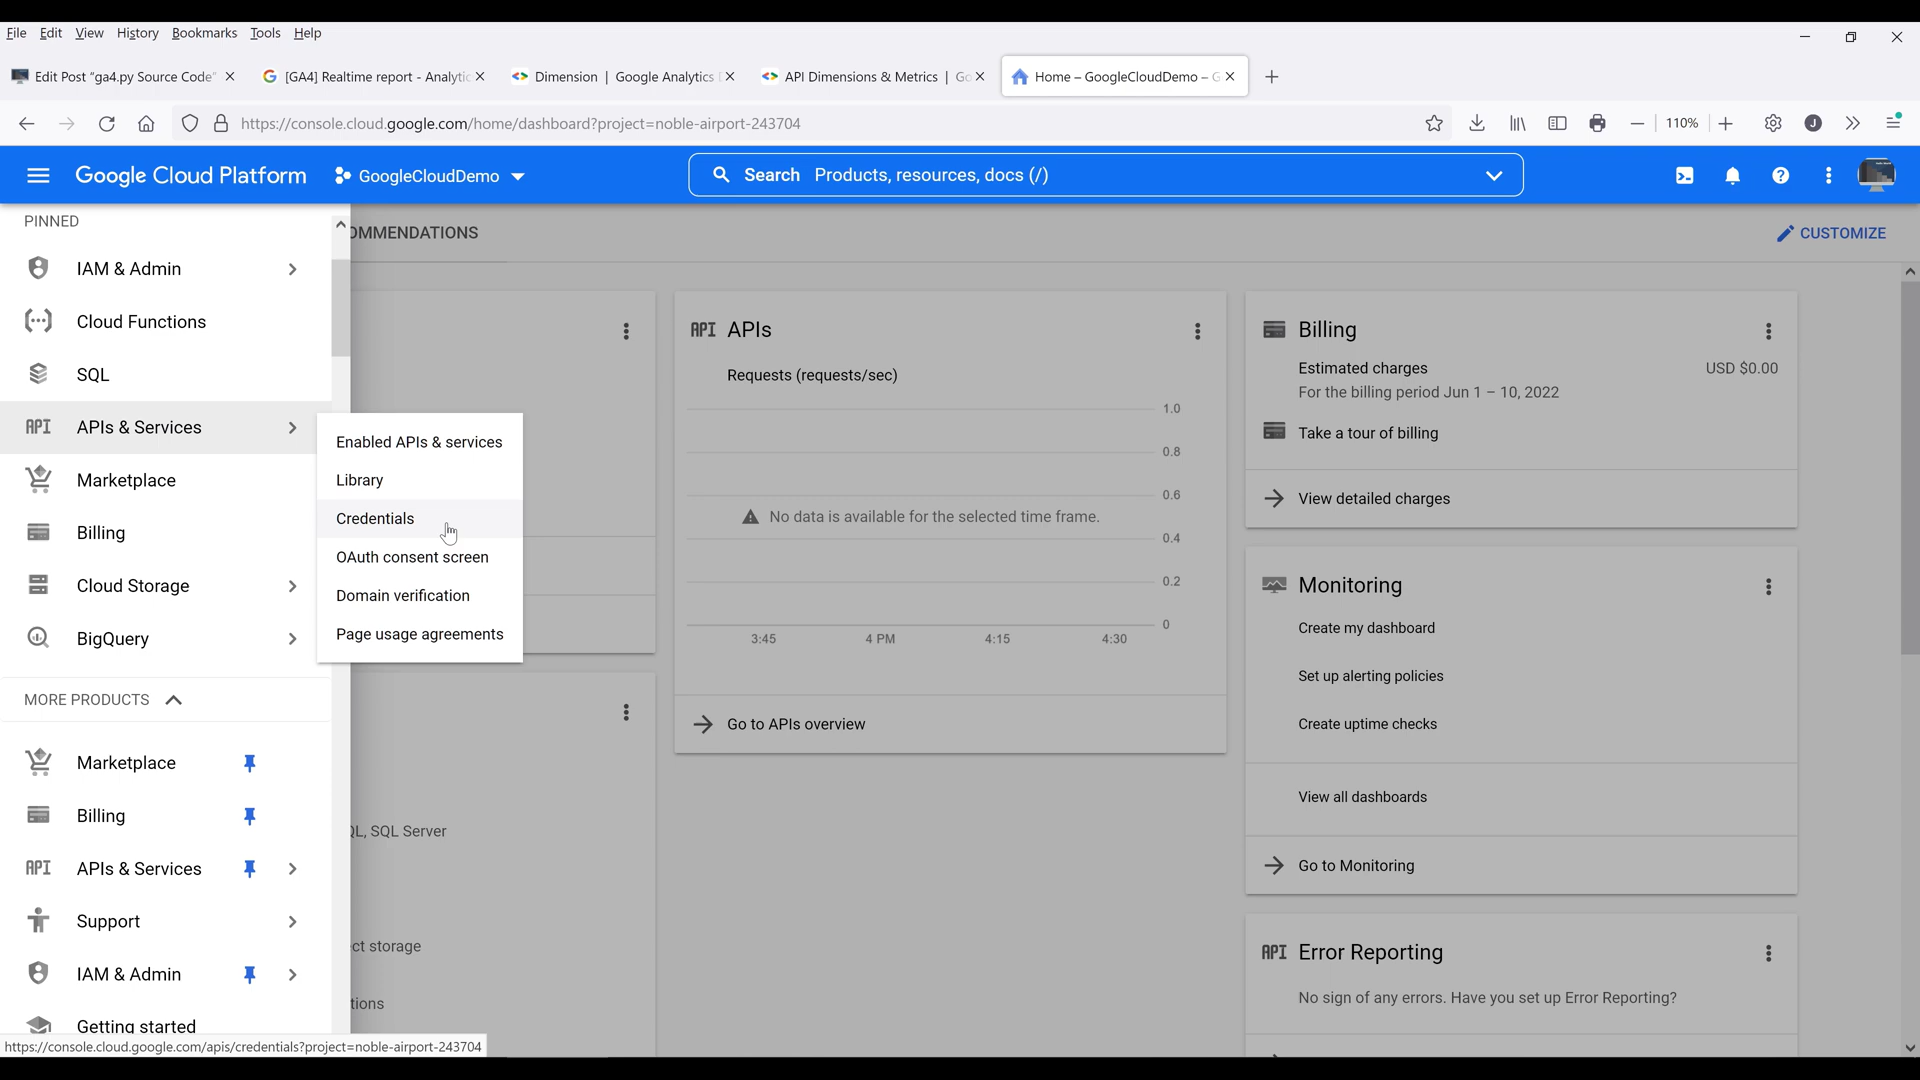 File Edit View History Bookmarks Tools Help
Edit Post "ga4.py Source Code"
[GA4] Realtime report - Analytic
Dimension | Google Analytics
API Dimensions & Metrics | Go
Home – GoogleCloudDemo – G
https://console.cloud.google.com/home/dashboard?project=noble-airport-243704
110%
J
Google Cloud Platform
GoogleCloudDemo
Search Products, resources, docs (/)
PINNED
OMMENDATIONS
CUSTOMIZE
IAM & Admin
Cloud Functions
SQL
API APIs & Services
Marketplace
Billing
Cloud Storage
BigQuery
MORE PRODUCTS
Marketplace
Billing
API APIs & Services
Support
IAM & Admin
Getting started
Enabled APIs & services
Library
Credentials
OAuth consent screen
Domain verification
Page usage agreements
QL, SQL Server
ct storage
tions
API APIs
Requests (requests/sec)
1.0
0.8
0.6
No data is available for the selected time frame.
0.4
0.2
0
3:45 4 PM 4:15 4:30
Go to APIs overview
Billing
Estimated charges USD $0.00
For the billing period Jun 1 – 10, 2022
Take a tour of billing
View detailed charges
Monitoring
Create my dashboard
Set up alerting policies
Create uptime checks
View all dashboards
Go to Monitoring
API Error Reporting
No sign of any errors. Have you set up Error Reporting?
https://console.cloud.google.com/apis/credentials?project=noble-airport-243704